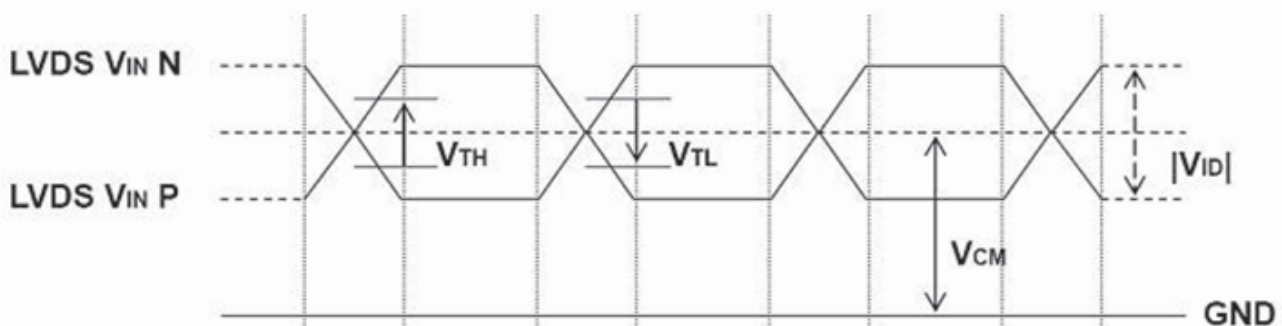 LVDS VIN N
VTH
VTL
|VID|
LVDS VIN P
VCM
GND